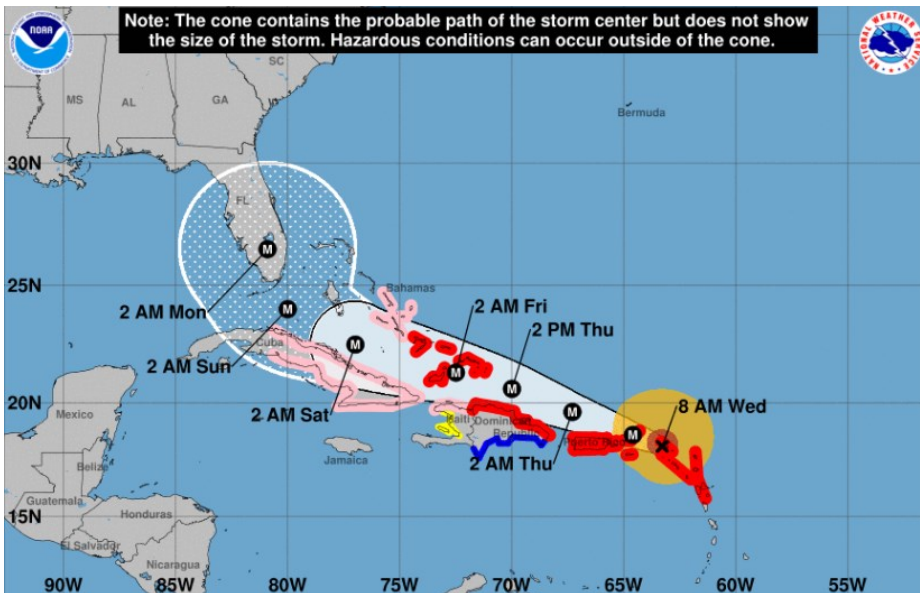 Note: The cone contains the probable path of the storm center but does not show
the size of the storm. Hazardous conditions can occur outside of the cone.
NOAA
NATIONAL WEATHER SERVICE
SC
MS
AL
GA
Bermuda
30N
FL
25N
Bahamas
2 AM Fri
2 AM Mon
2 PM Thu
Cuba
2 AM Sun
20N
8 AM Wed
Mexico
2 AM Sat
Haiti
Dominican
Republic
Puerto Rico
Jamaica
2 AM Thu
Belize
Guatemala
Honduras
15N
El Salvador
Nicaragua
90W
85W
80W
75W
70W
65W
60W
55W
M
M
M
M
M
M
M